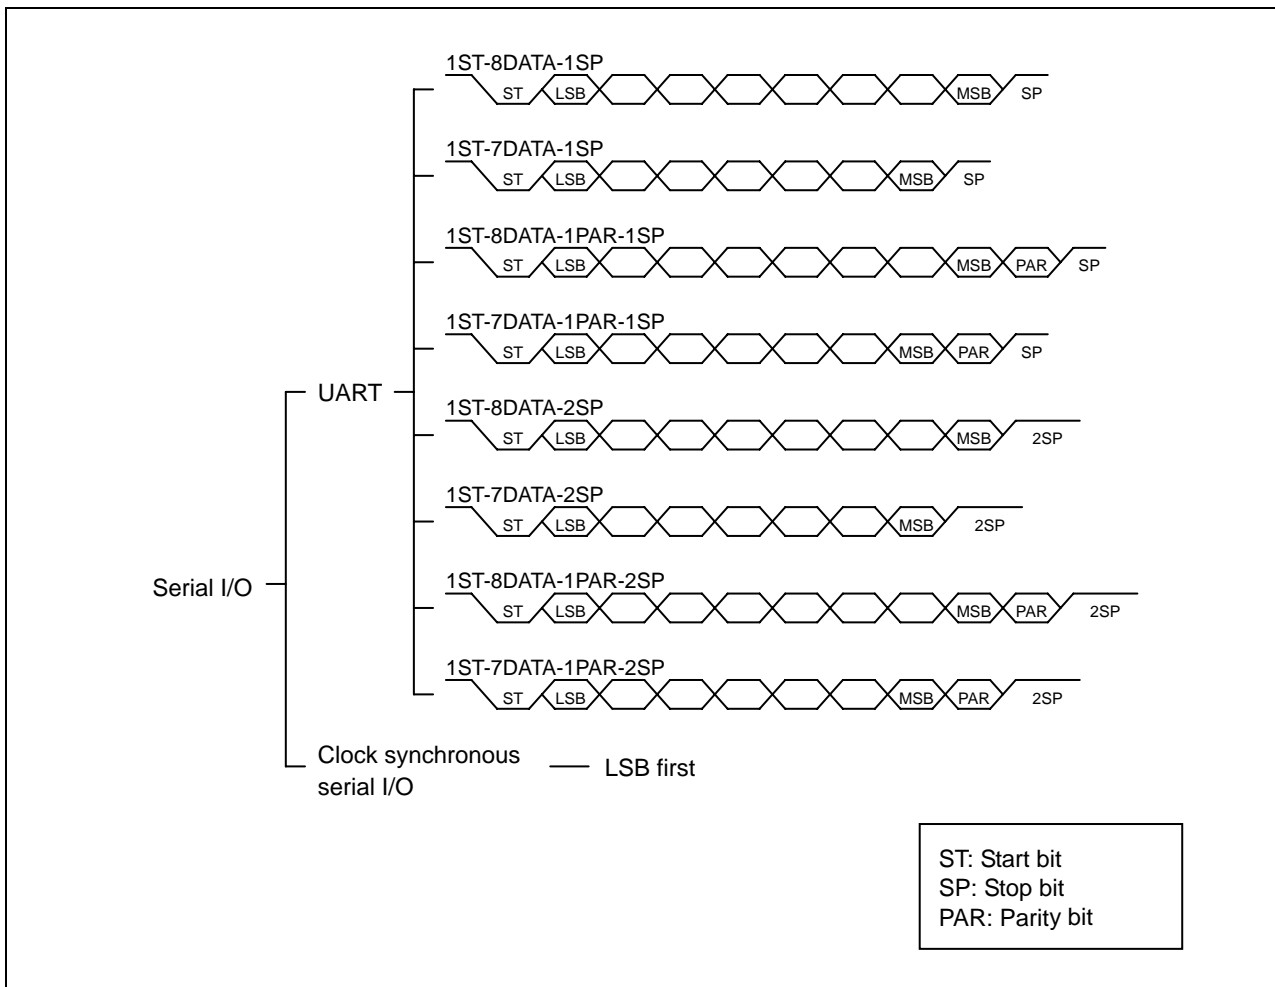 1ST-8DATA-1SP
ST LSB MSB SP
1ST-7DATA-1SP
ST LSB MSB SP
1ST-8DATA-1PAR-1SP
ST LSB MSB PAR SP
1ST-7DATA-1PAR-1SP
ST LSB MSB PAR SP
UART
1ST-8DATA-2SP
ST LSB MSB 2SP
1ST-7DATA-2SP
ST LSB MSB 2SP
Serial I/O
1ST-8DATA-1PAR-2SP
ST LSB MSB PAR 2SP
1ST-7DATA-1PAR-2SP
ST LSB MSB PAR 2SP
Clock synchronous
serial I/O
LSB first
ST: Start bit
SP: Stop bit
PAR: Parity bit